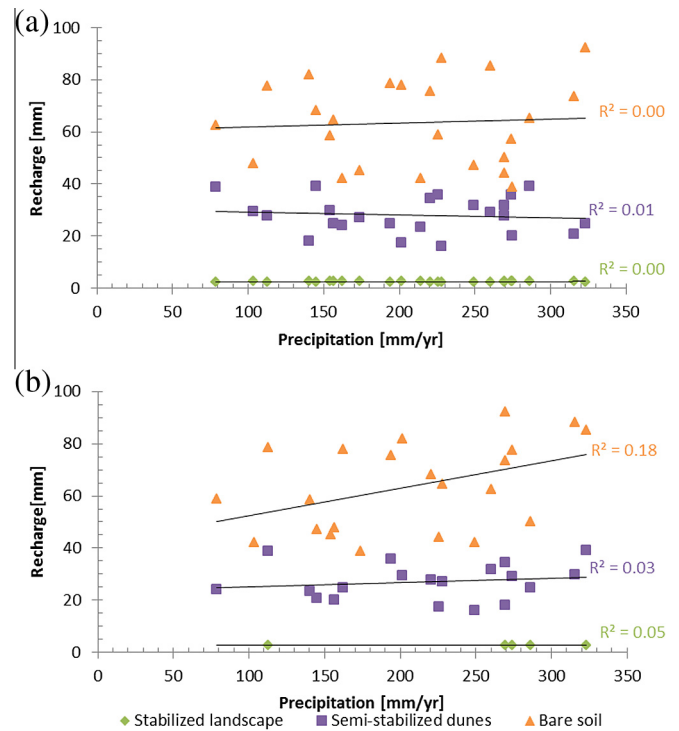 (a)
100
80
60
40
20
0
Recharge [mm]
R² = 0.00
R² = 0.01
R² = 0.00
0 50 100 150 200 250 300 350
Precipitation [mm/yr]
(b)
100
80
60
40
20
0
Recharge[mm]
R² = 0.18
R² = 0.03
R² = 0.05
0 50 100 150 200 250 300 350
Precipitation [mm/yr]
Stabilized landscape Semi-stabilized dunes Bare soil